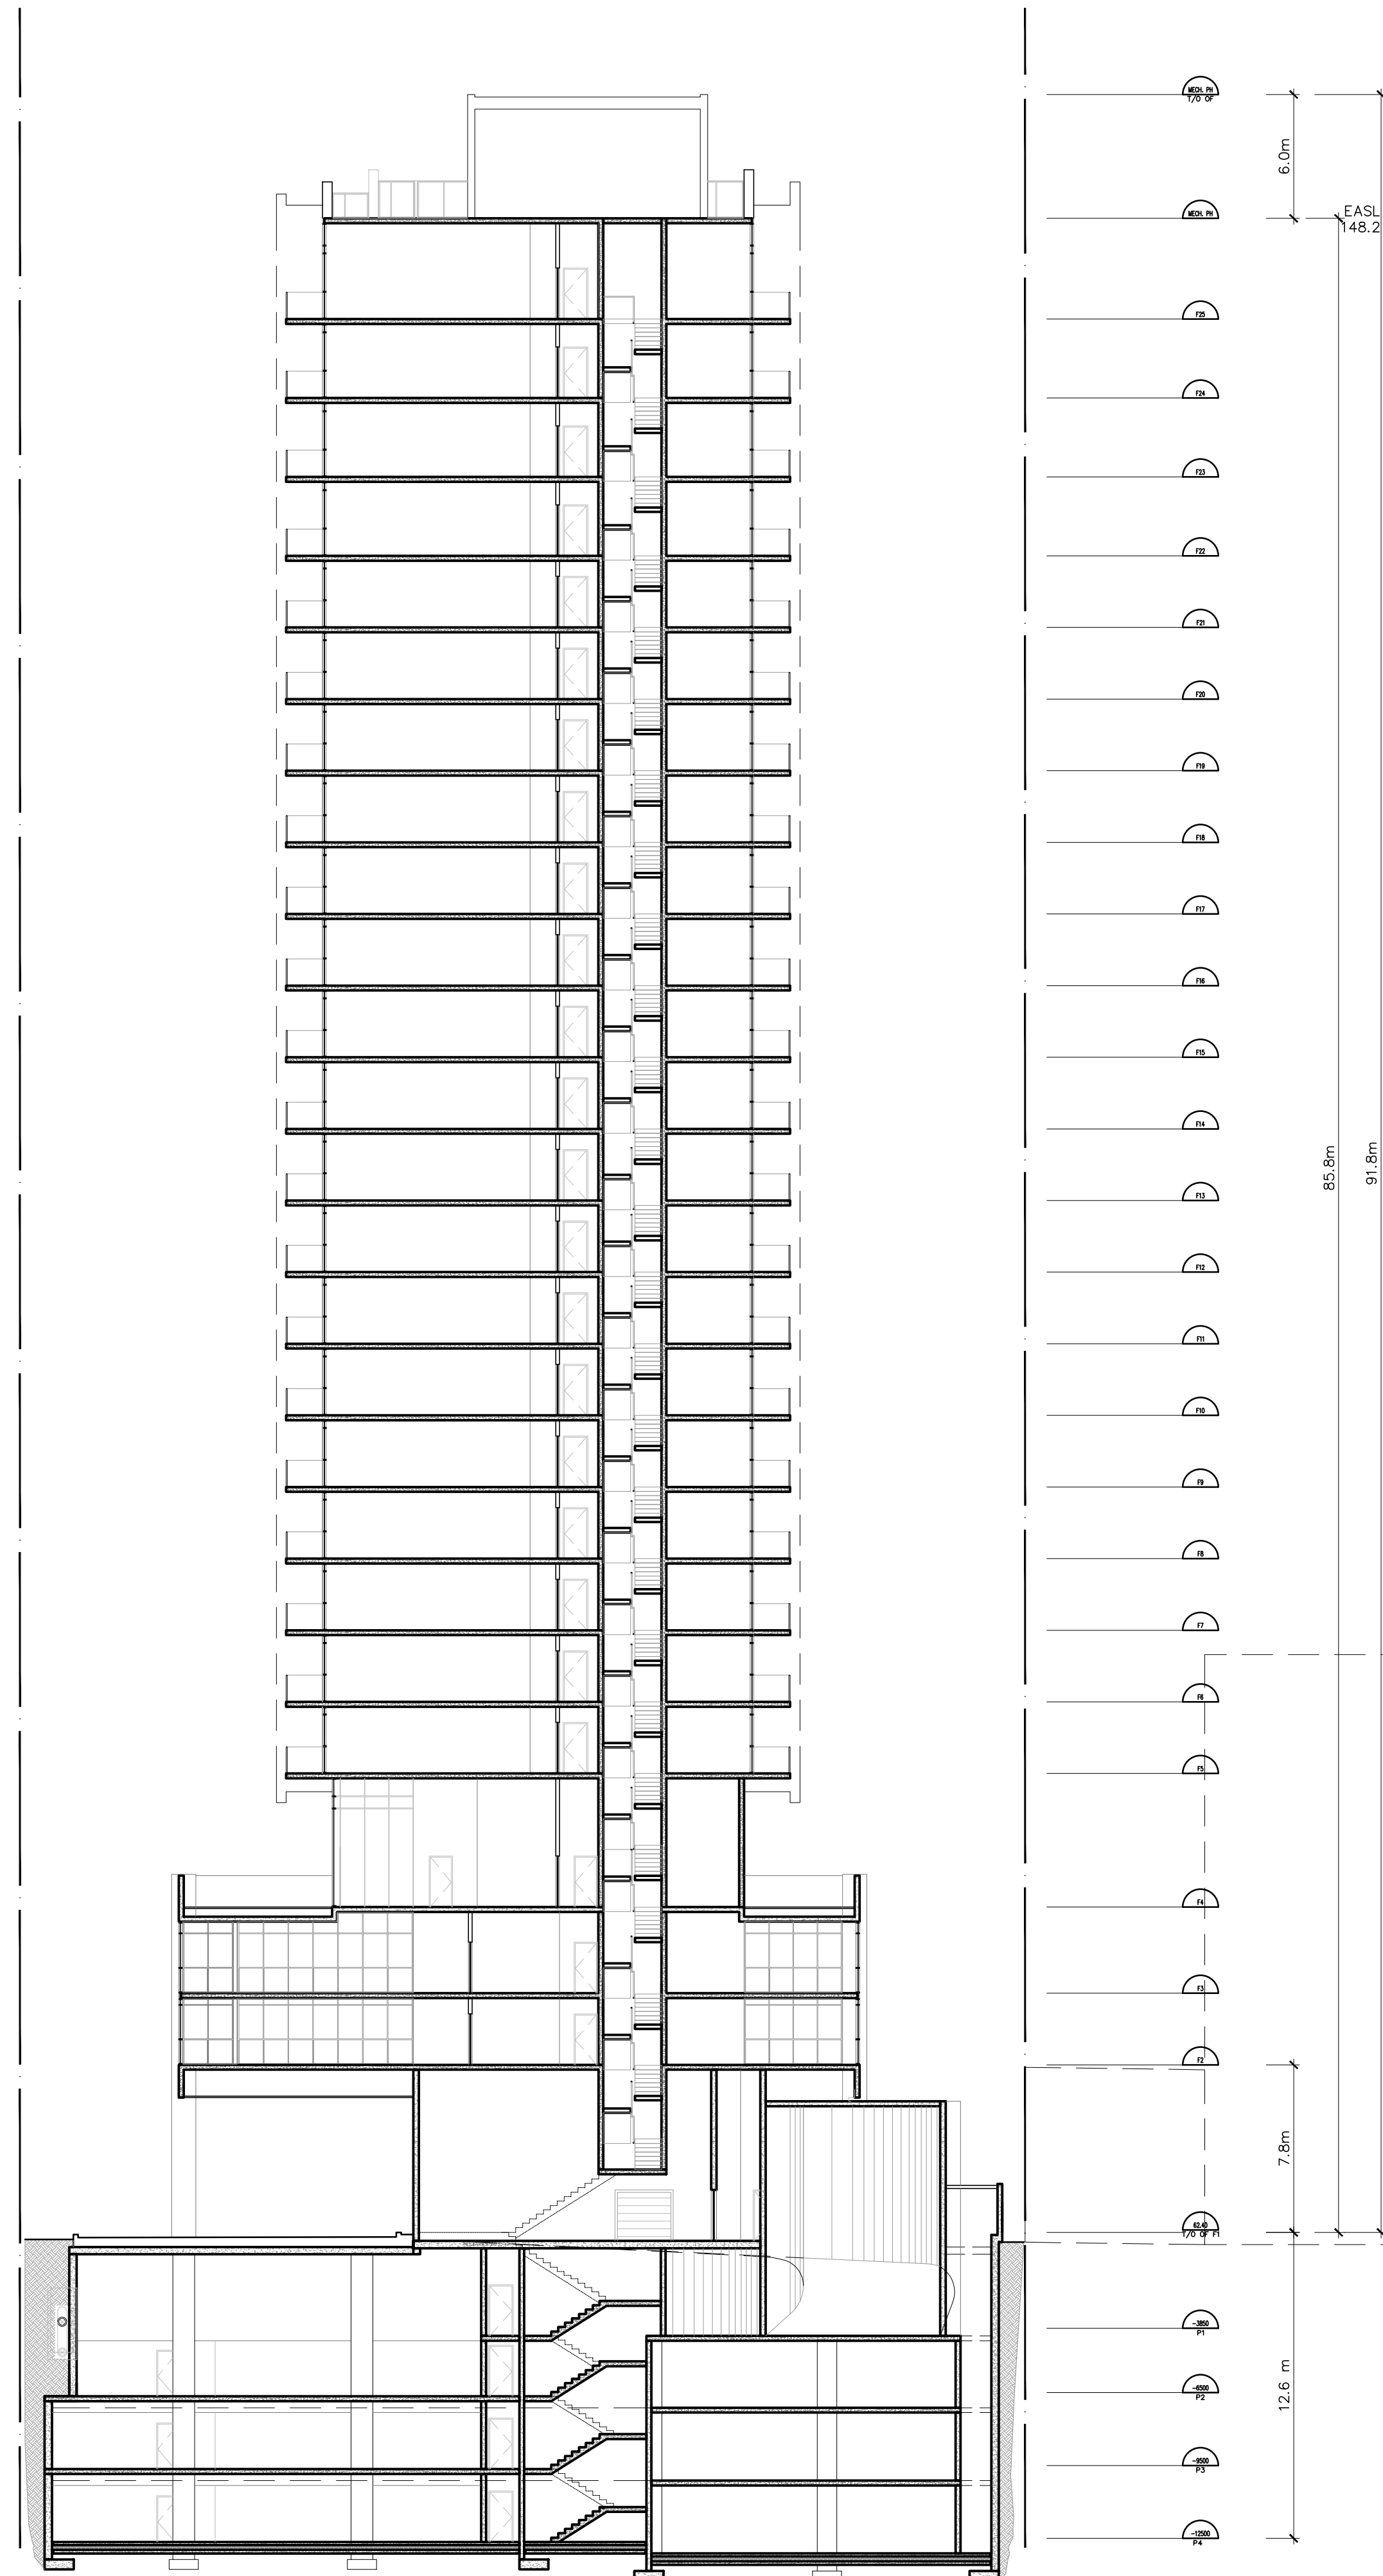 MECH. PH
T/O OF
6.0m
MECH. PH
EASL
148.2
F25
F24
F23
F22
F21
F20
F19
F18
F17
F16
F15
F14
85.8m
91.8m
F13
F12
F11
F10
F9
F8
F7
F6
F5
F4
F3
F2
7.8m
62.40
T/O OF F1
-3850
P1
-6500
P2
12.6 m
-9500
P3
-12500
P4